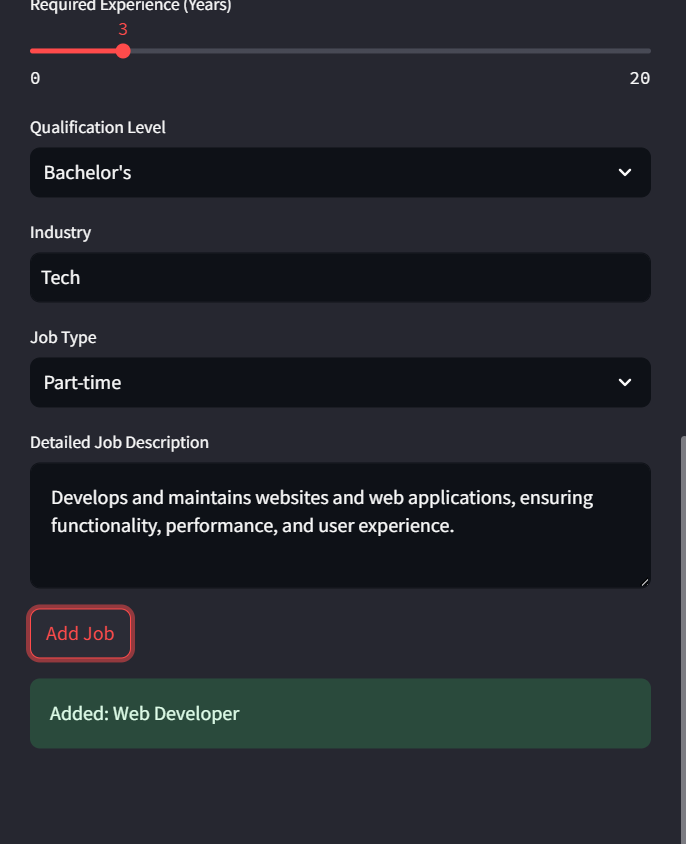 Required Experience (Years)
3
0 20
Qualification Level
Bachelor's
Industry
Tech
Job Type
Part-time
Detailed Job Description
Develops and maintains websites and web applications, ensuring
functionality, performance, and user experience.
Add Job
Added: Web Developer